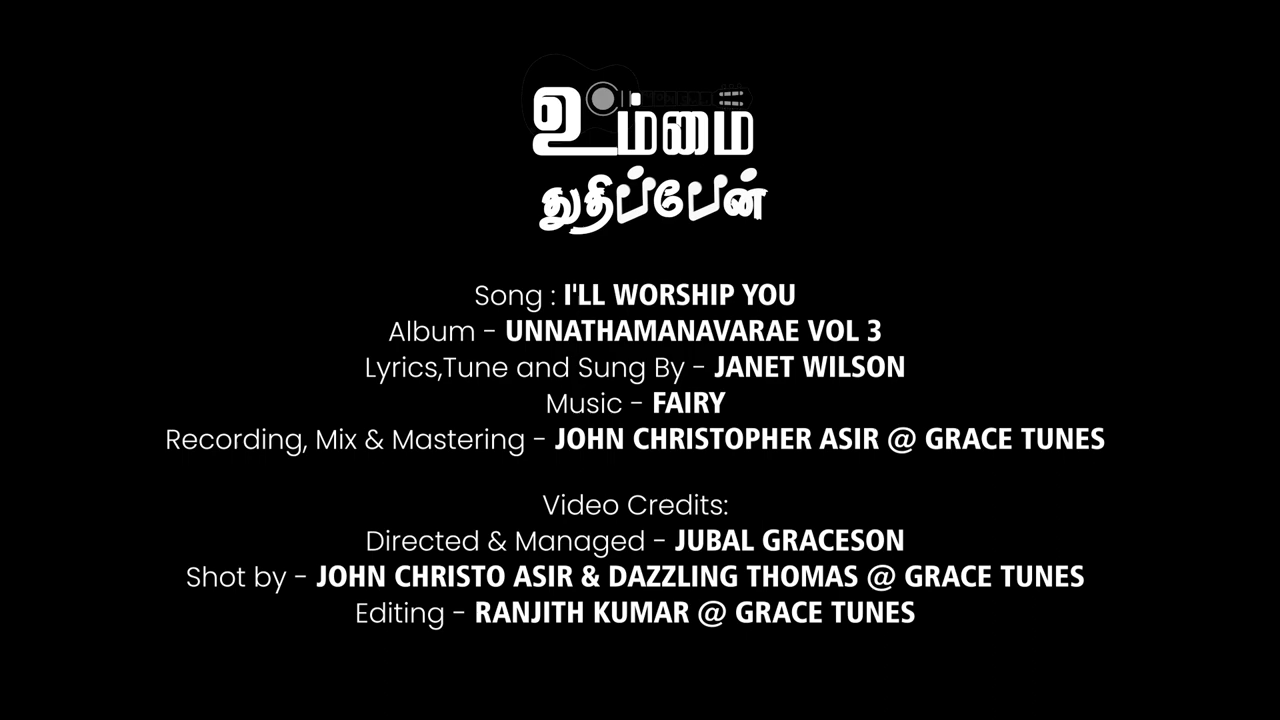 உம்மை
துதிப்பேன்
Song : I'LL WORSHIP YOU
Album - UNNATHAMANAVARAE VOL 3
Lyrics,Tune and Sung By - JANET WILSON
Music - FAIRY
Recording, Mix & Mastering - JOHN CHRISTOPHER ASIR @ GRACE TUNES
Video Credits:
Directed & Managed - JUBAL GRACESON
Shot by - JOHN CHRISTO ASIR & DAZZLING THOMAS @ GRACE TUNES
Editing - RANJITH KUMAR @ GRACE TUNES